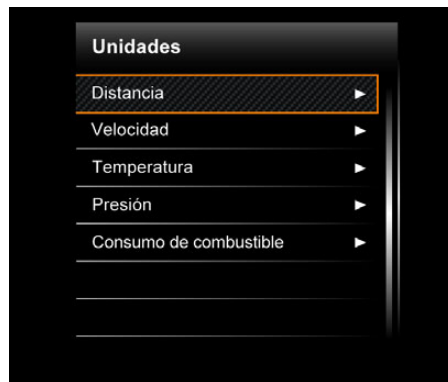 Unidades
Distancia
Velocidad
Temperatura
Presión
Consumo de combustible